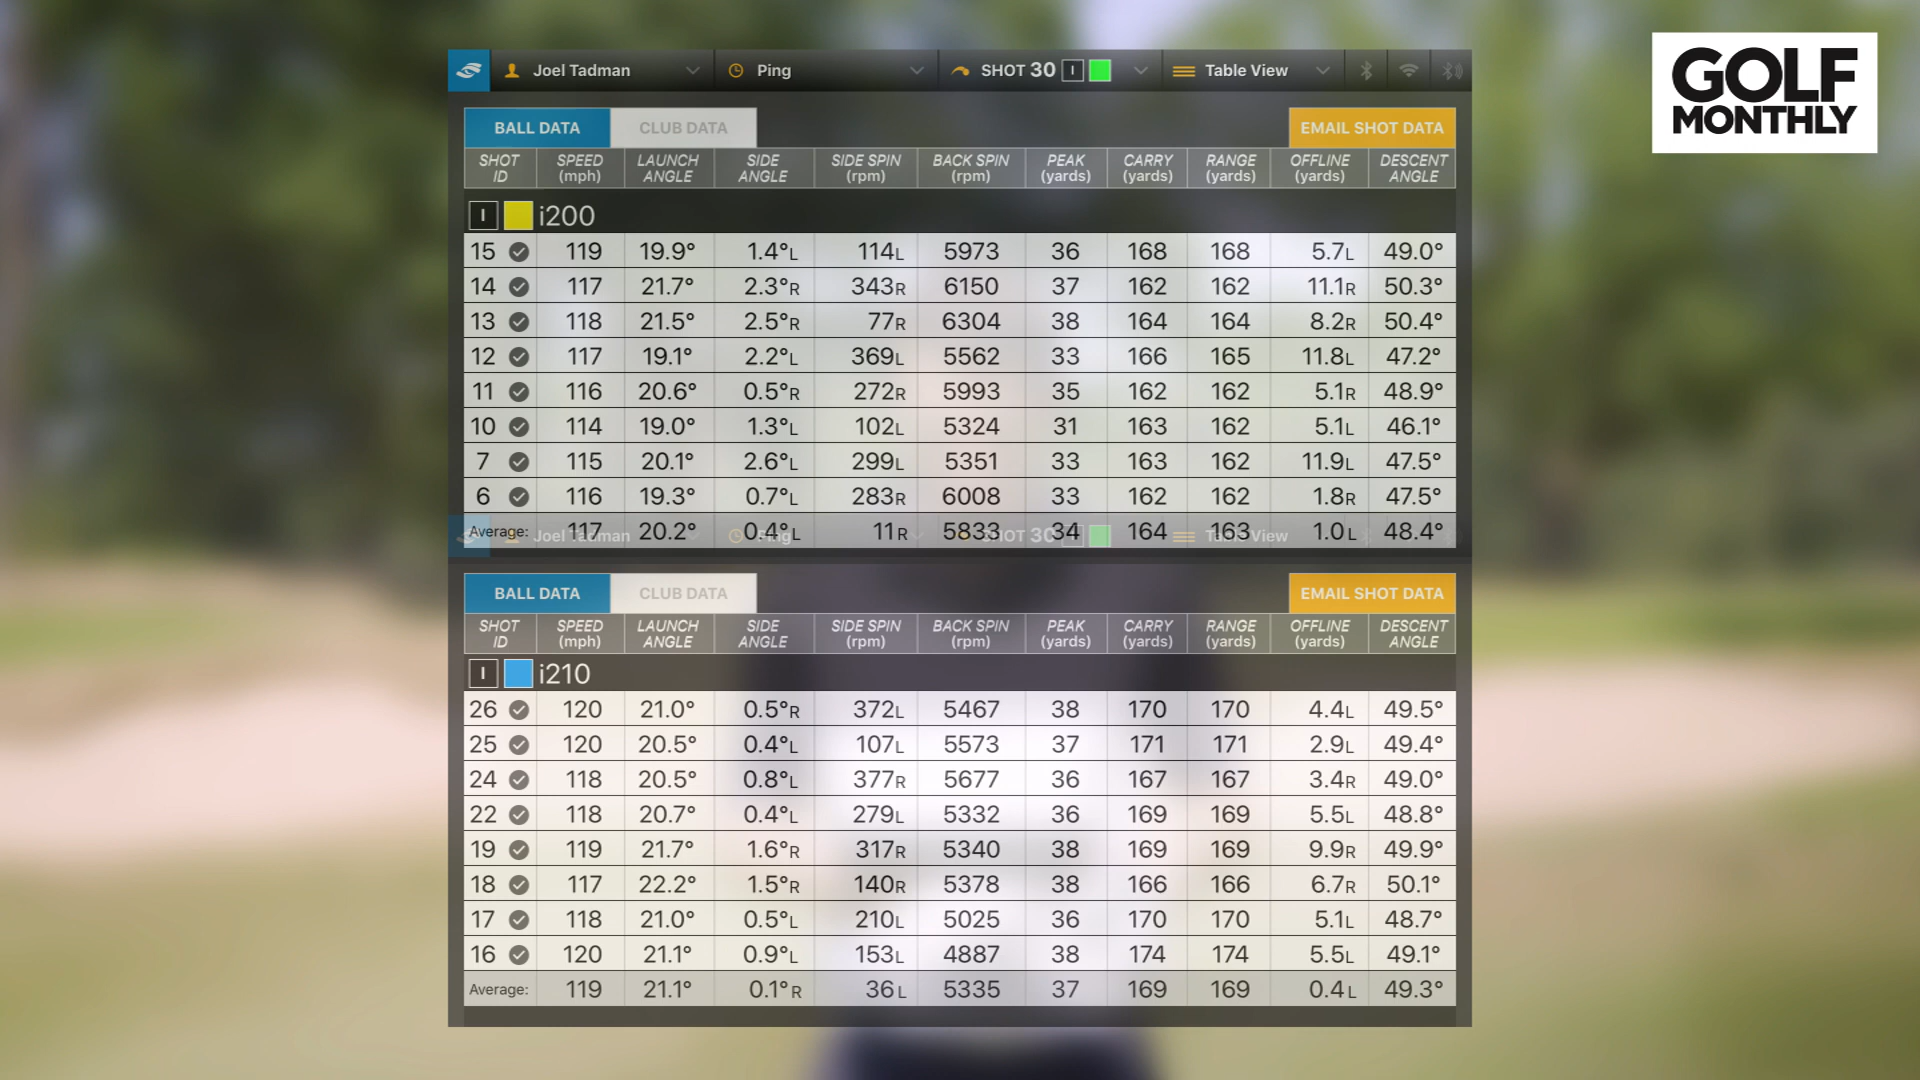 GOLF
MONTHLY
Joel Tadman Ping SHOT 30 I Table View
BALL DATA CLUB DATA EMAIL SHOT DATA
SHOT ID SPEED (mph) LAUNCH ANGLE SIDE ANGLE SIDE SPIN (rpm) BACK SPIN (rpm) PEAK (yards) CARRY (yards) RANGE (yards) OFFLINE (yards) DESCENT ANGLE
I i200
15 119 19.9° 1.4°L 114L 5973 36 168 168 5.7L 49.0°
14 117 21.7° 2.3°R 343R 6150 37 162 162 11.1R 50.3°
13 118 21.5° 2.5°R 77R 6304 38 164 164 8.2R 50.4°
12 117 19.1° 2.2°L 369L 5562 33 166 165 11.8L 47.2°
11 116 20.6° 0.5°R 272R 5993 35 162 162 5.1R 48.9°
10 114 19.0° 1.3°L 102L 5324 31 163 162 5.1L 46.1°
7 115 20.1° 2.6°L 299L 5351 33 163 162 11.9L 47.5°
6 116 19.3° 0.7°L 283R 6008 33 162 162 1.8R 47.5°
Average: 117 20.2° 0.4°L 11R 5833 34 164 163 1.0L 48.4°
Joel Tadman Ping SHOT 30 Table View
BALL DATA CLUB DATA EMAIL SHOT DATA
SHOT ID SPEED (mph) LAUNCH ANGLE SIDE ANGLE SIDE SPIN (rpm) BACK SPIN (rpm) PEAK (yards) CARRY (yards) RANGE (yards) OFFLINE (yards) DESCENT ANGLE
I i210
26 120 21.0° 0.5°R 372L 5467 38 170 170 4.4L 49.5°
25 120 20.5° 0.4°L 107L 5573 37 171 171 2.9L 49.4°
24 118 20.5° 0.8°L 377R 5677 36 167 167 3.4R 49.0°
22 118 20.7° 0.4°L 279L 5332 36 169 169 5.5L 48.8°
19 119 21.7° 1.6°R 317R 5340 38 169 169 9.9R 49.9°
18 117 22.2° 1.5°R 140R 5378 38 166 166 6.7R 50.1°
17 118 21.0° 0.5°L 210L 5025 36 170 170 5.1L 48.7°
16 120 21.1° 0.9°L 153L 4887 38 174 174 5.5L 49.1°
Average: 119 21.1° 0.1°R 36L 5335 37 169 169 0.4L 49.3°